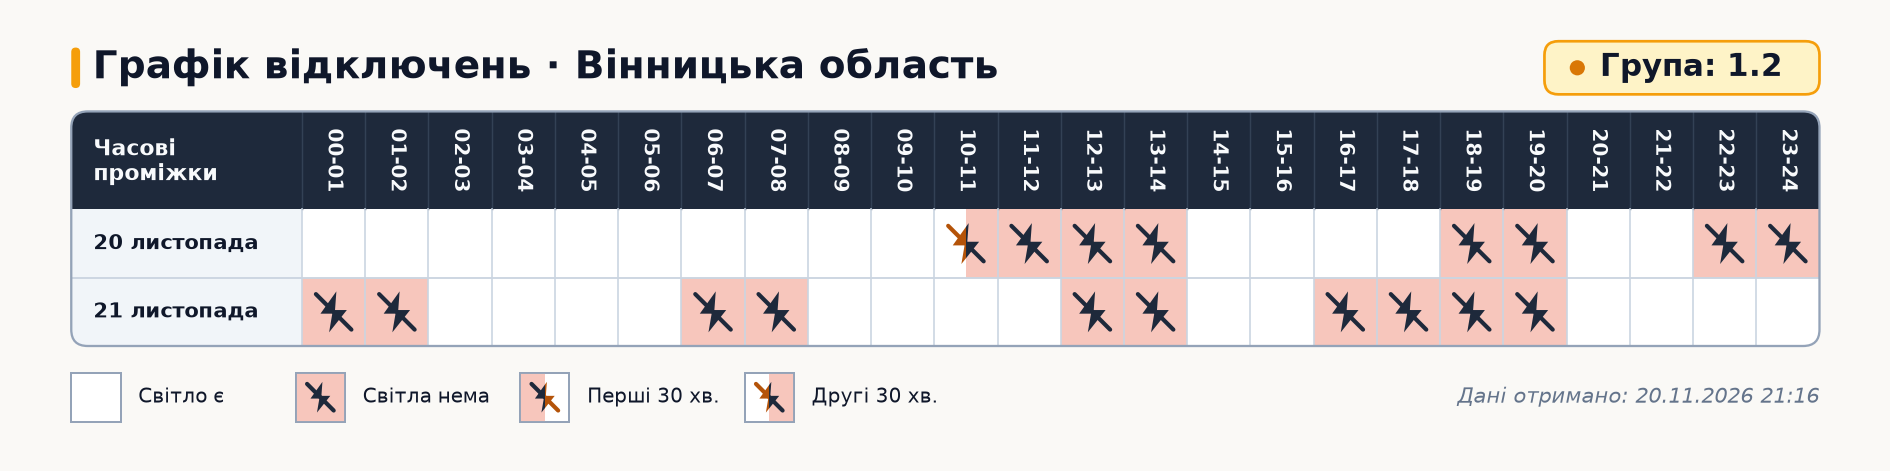 Графік відключень · Вінницька область
Група: 1.2
Часові
проміжки
00-01 01-02 02-03 03-04 04-05 05-06 06-07 07-08 08-09 09-10 10-11 11-12 12-13 13-14 14-15 15-16 16-17 17-18 18-19 19-20 20-21 21-22 22-23 23-24
20 листопада
21 листопада
Світло є Світла нема Перші 30 хв. Другі 30 хв.
Дані отримано: 20.11.2026 21:16